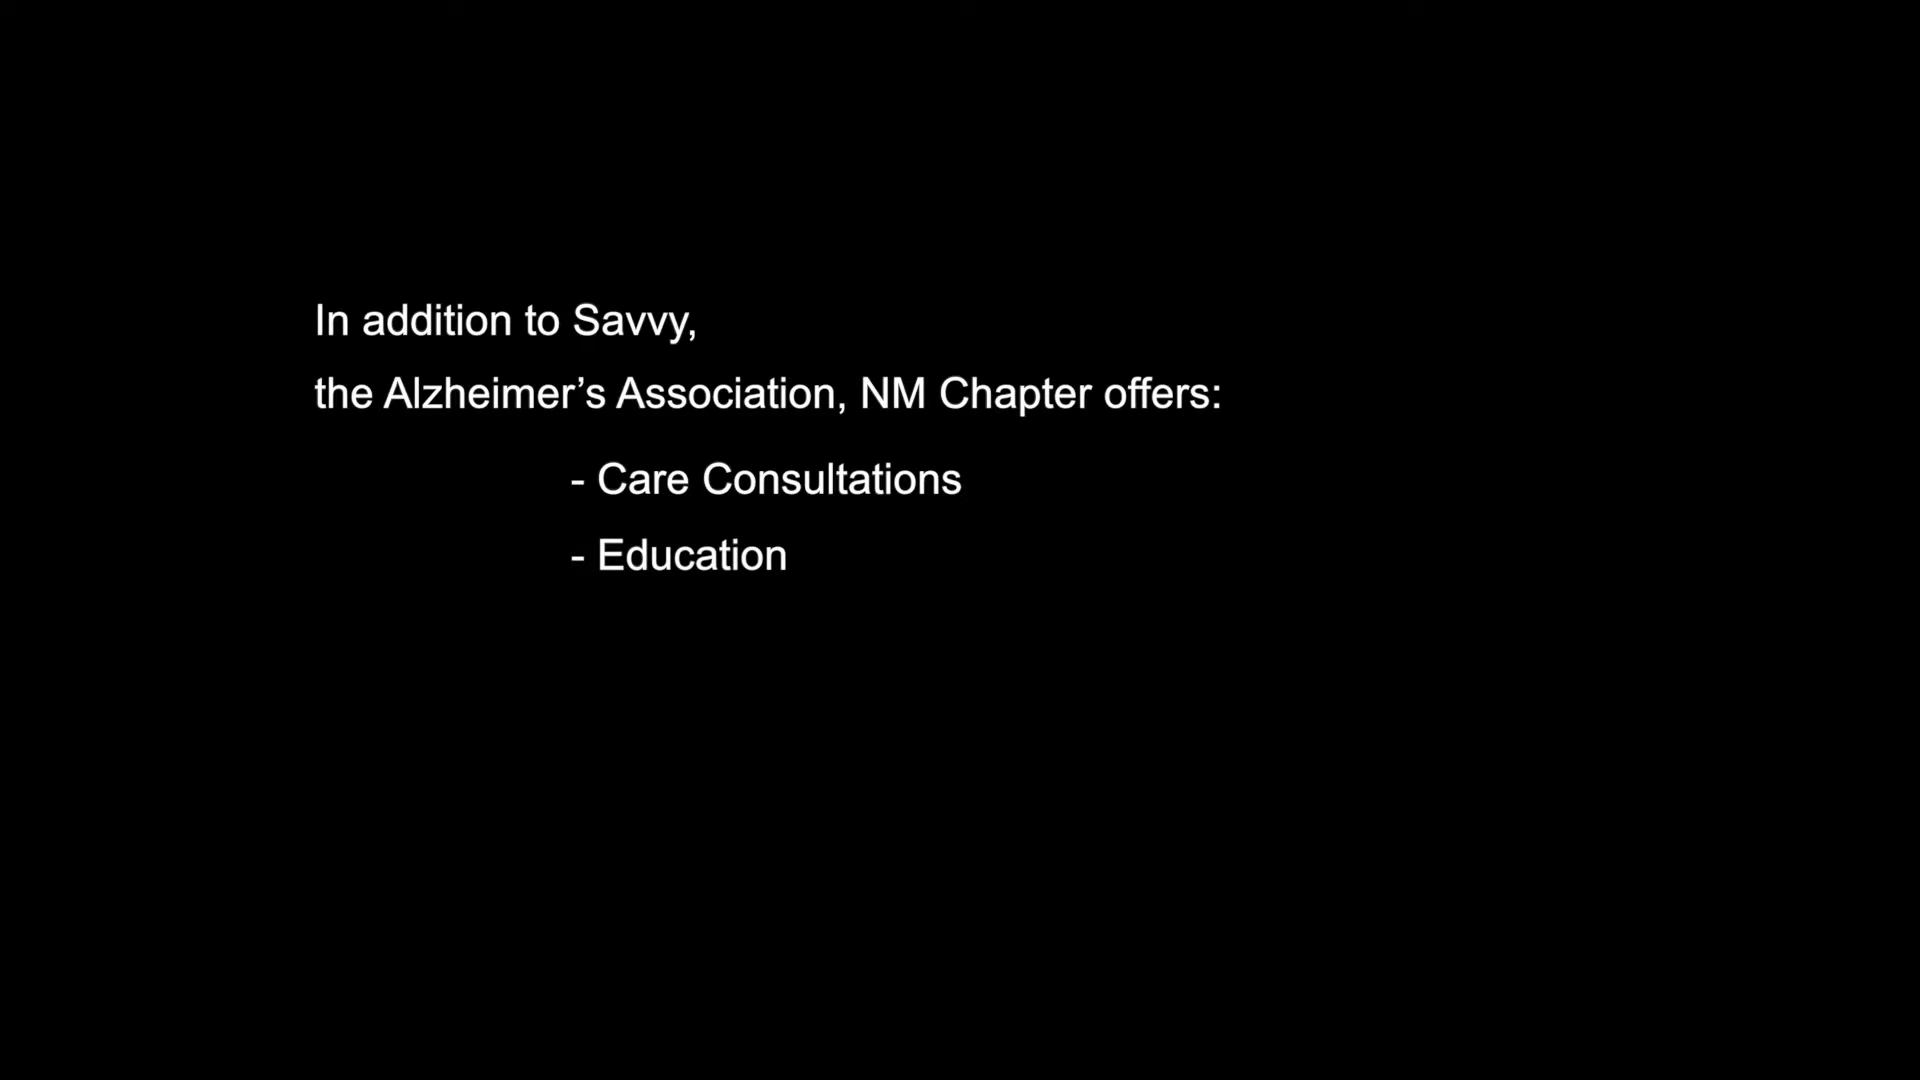 In addition to Savvy,
the Alzheimer’s Association, NM Chapter offers:
- Care Consultations
- Education